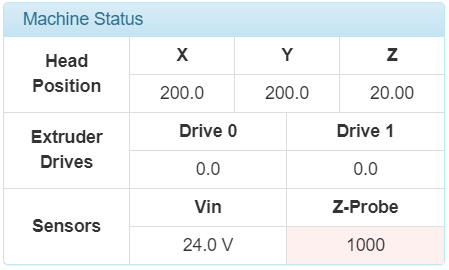 Machine Status
Head Position X Y Z
200.0 200.0 20.00
Extruder Drives Drive 0 Drive 1
0.0 0.0
Sensors Vin Z-Probe
24.0 V 1000